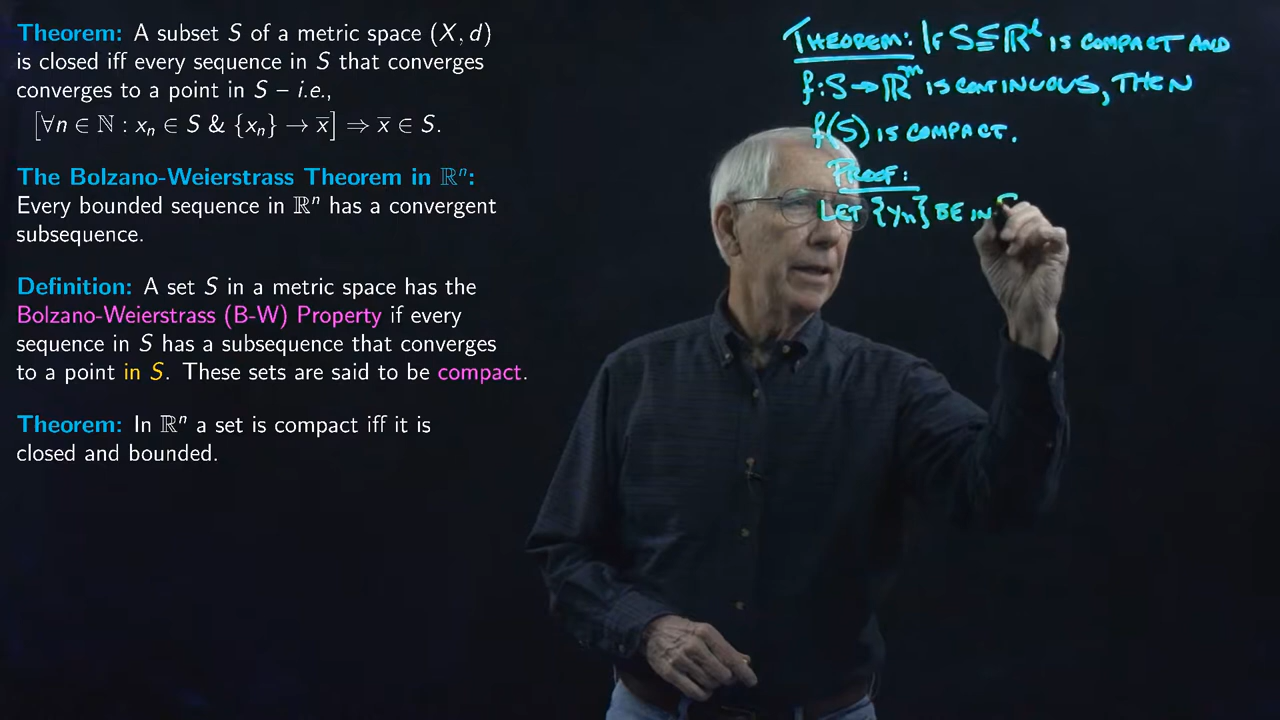 Theorem: A subset S of a metric space (X, d)
is closed iff every sequence in S that converges
converges to a point in S – i.e.,
[∀n ∈ ℕ : xₙ ∈ S & {xₙ} → x̄] ⇒ x̄ ∈ S.
The Bolzano-Weierstrass Theorem in ℝⁿ:
Every bounded sequence in ℝⁿ has a convergent
subsequence.
Definition: A set S in a metric space has the
Bolzano-Weierstrass (B-W) Property if every
sequence in S has a subsequence that converges
to a point in S. These sets are said to be compact.
Theorem: In ℝⁿ a set is compact iff it is
closed and bounded.
THEOREM: IF S ⊆ ℝˡ IS COMPACT AND
f: S → ℝᵐ IS CONTINUOUS, THEN
f(S) IS COMPACT.
PROOF:
LET {yₙ} BE IN